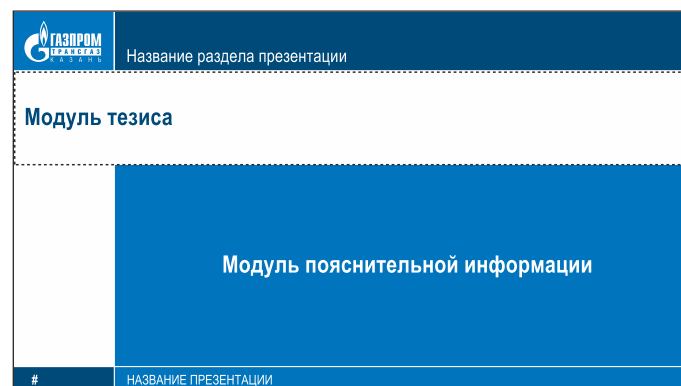 ГАЗПРОМ
ТРАНСГАЗ
КАЗАНЬ
Название раздела презентации
Модуль тезиса
Модуль пояснительной информации
#
НАЗВАНИЕ ПРЕЗЕНТАЦИИ